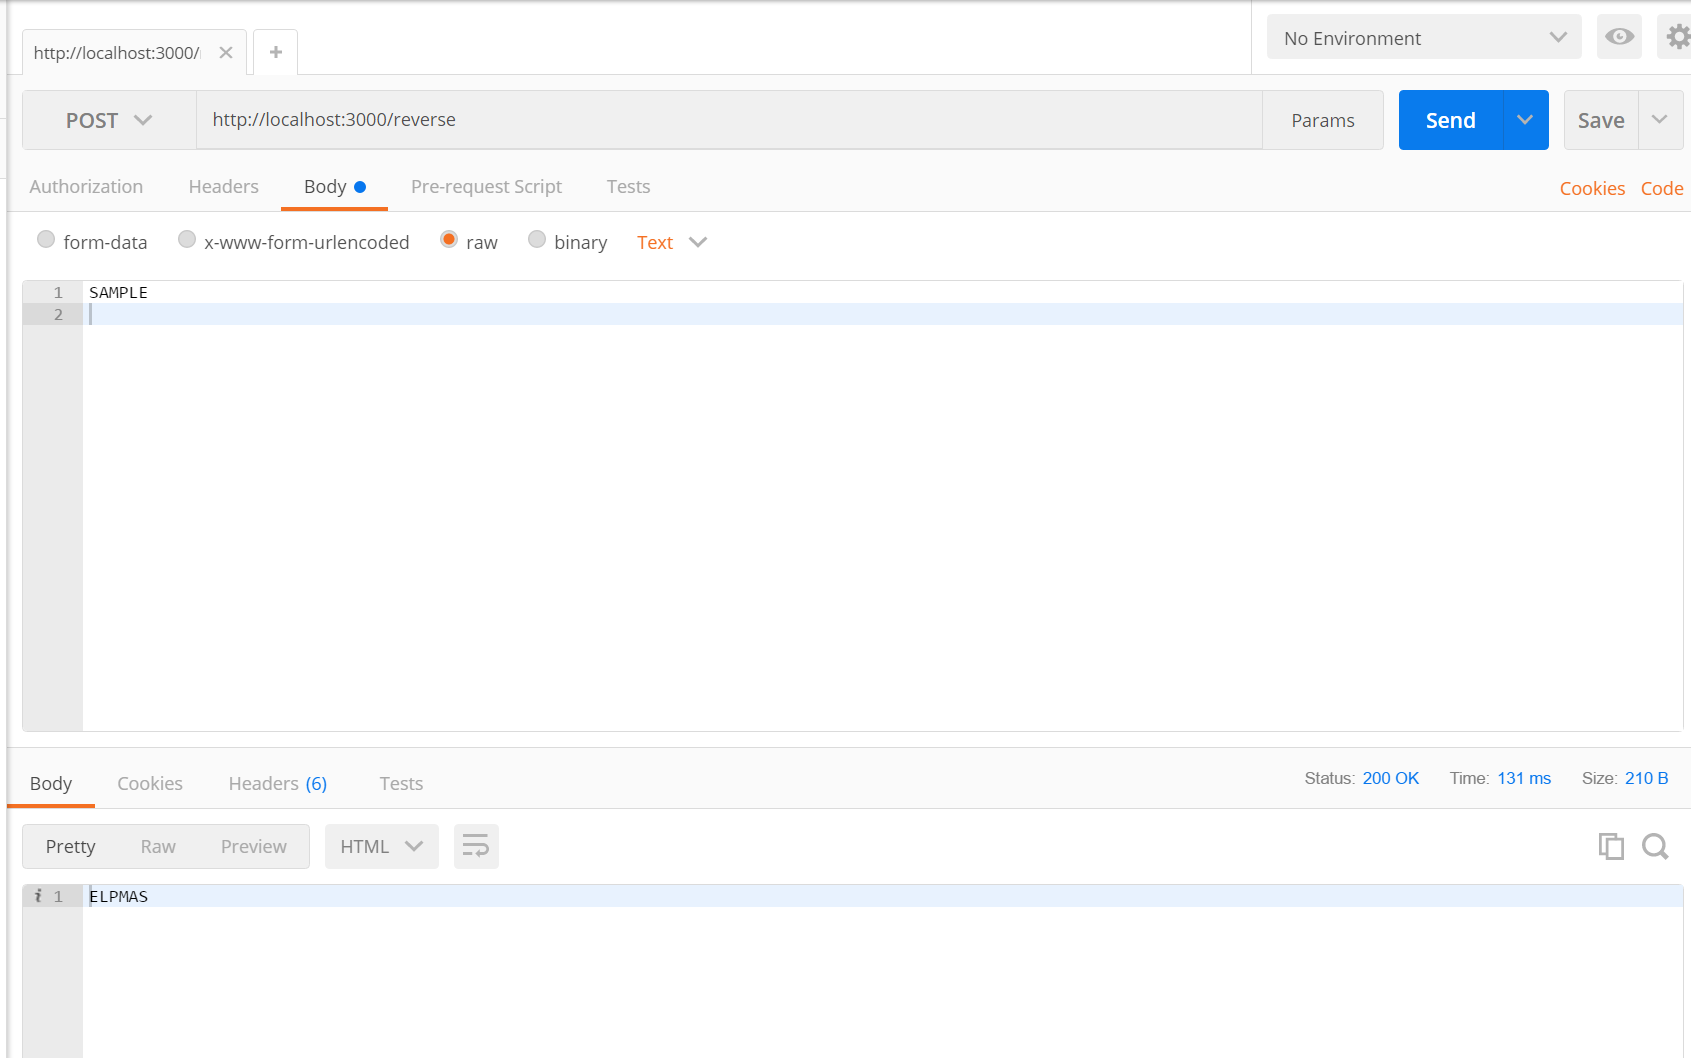 http://localhost:3000/
No Environment
POST http://localhost:3000/reverse Params Send Save
Authorization Headers Body Pre-request Script Tests Cookies Code
form-data x-www-form-urlencoded raw binary Text
1 SAMPLE
2
Body Cookies Headers (6) Tests Status: 200 OK Time: 131 ms Size: 210 B
Pretty Raw Preview HTML
i 1 ELPMAS